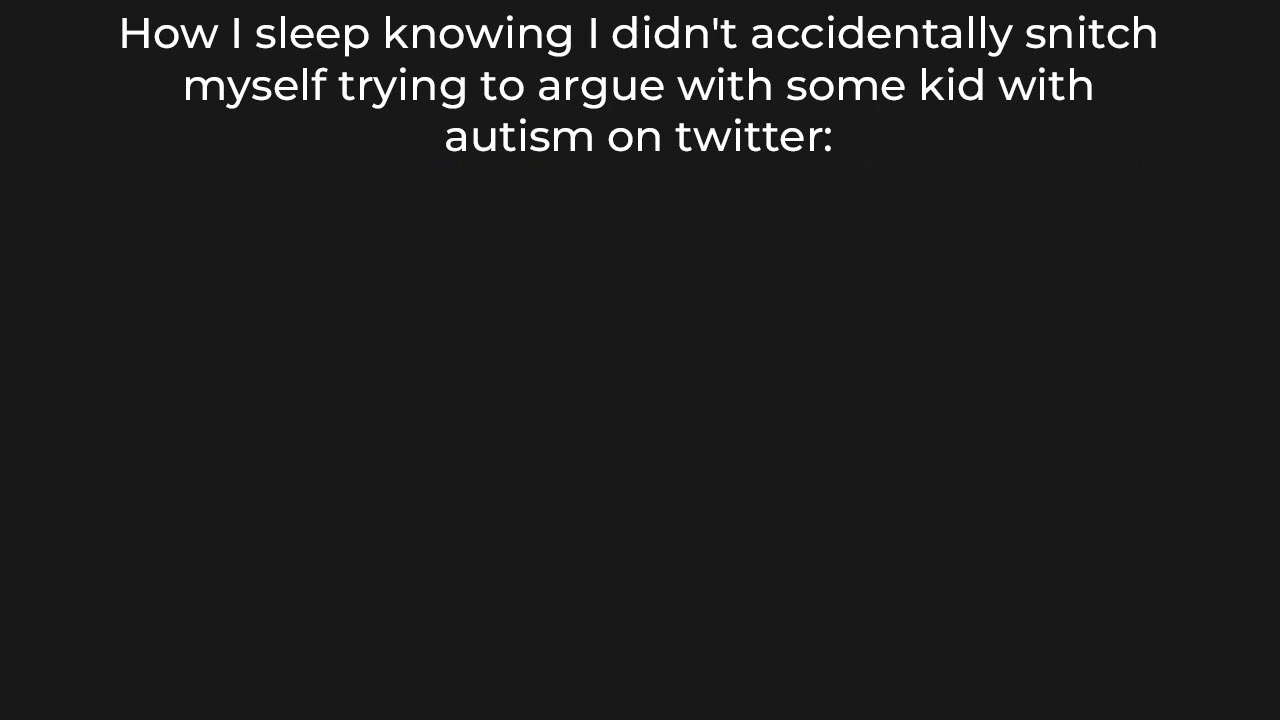 How I sleep knowing I didn't accidentally snitch
myself trying to argue with some kid with
autism on twitter: